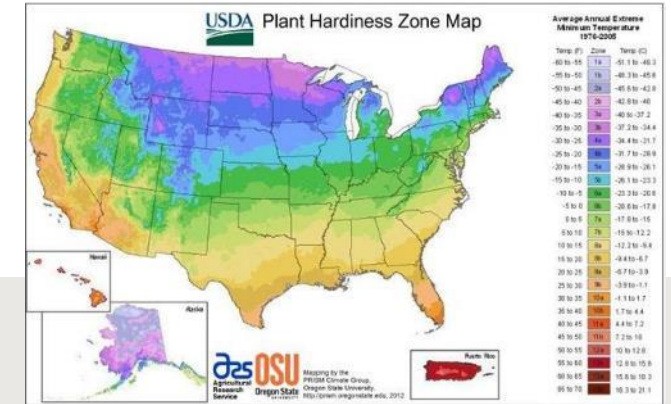 USDA Plant Hardiness Zone Map
Average Annual Extreme
Minimum Temperature
1976-2005
Temp (F) Zone Temp (C)
-60 to -55 1a -51.1 to -48.3
-55 to -50 1b -48.3 to -45.6
-50 to -45 2a -45.6 to -42.8
-45 to -40 2b -42.8 to -40
-40 to -35 3a -40 to -37.2
-35 to -30 3b -37.2 to -34.4
-30 to -25 4a -34.4 to -31.7
-25 to -20 4b -31.7 to -28.9
-20 to -15 5a -28.9 to -26.1
-15 to -10 5b -26.1 to -23.3
-10 to -5 6a -23.3 to -20.6
-5 to 0 6b -20.6 to -17.8
0 to 5 7a -17.8 to -15
5 to 10 7b -15 to -12.2
10 to 15 8a -12.2 to -9.4
15 to 20 8b -9.4 to -6.7
20 to 25 9a -6.7 to -3.9
25 to 30 9b -3.9 to -1.1
30 to 35 10a -1.1 to 1.7
35 to 40 10b 1.7 to 4.4
40 to 45 11a 4.4 to 7.2
45 to 50 11b 7.2 to 10
50 to 55 12a 10 to 12.8
55 to 60 12.8 to 15.6
60 to 65 15.6 to 18.3
65 to 70 18.3 to 21.1
Hawaii
Alaska
Puerto Rico
ars
Agricultural
Research
Service
OSU
Oregon State
UNIVERSITY
Mapping by the
PRISM Climate Group,
Oregon State University,
http://prism.oregonstate.edu, 2012